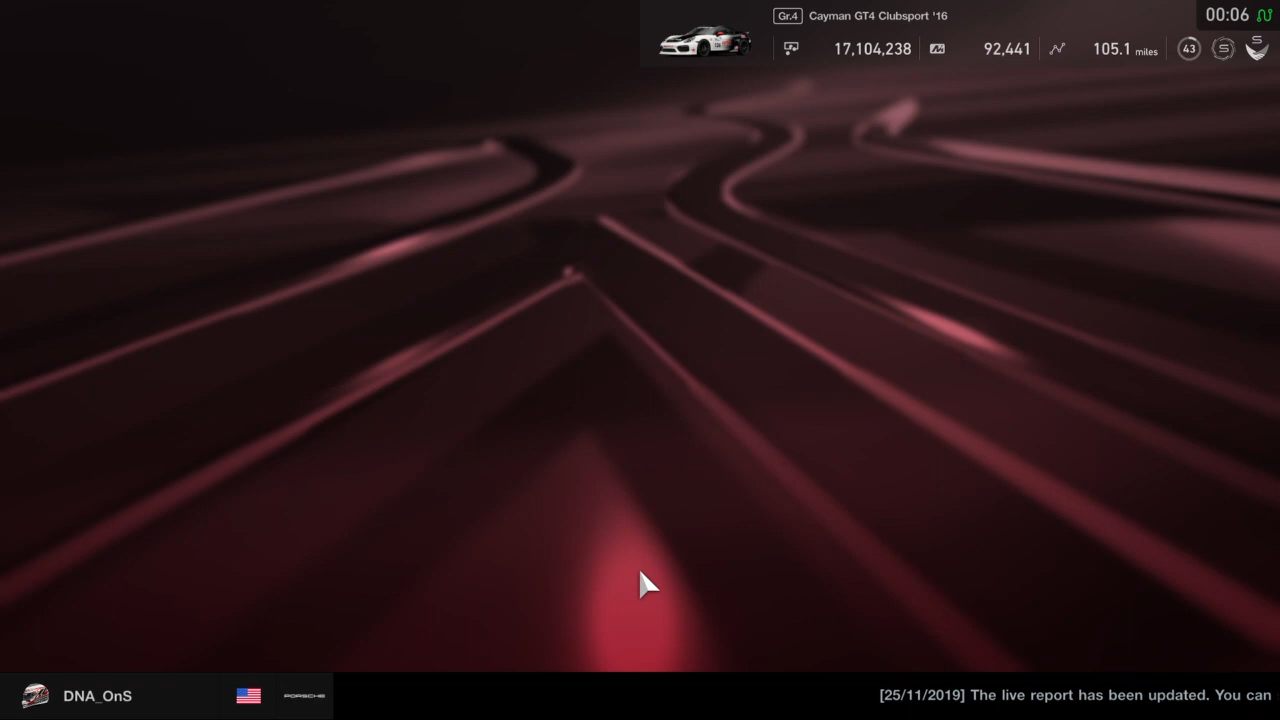 Gr.4 Cayman GT4 Clubsport '16
00:06
17,104,238
92,441
105.1 miles
43
S
S
DNA_OnS
PORSCHE
[25/11/2019] The live report has been updated. You can